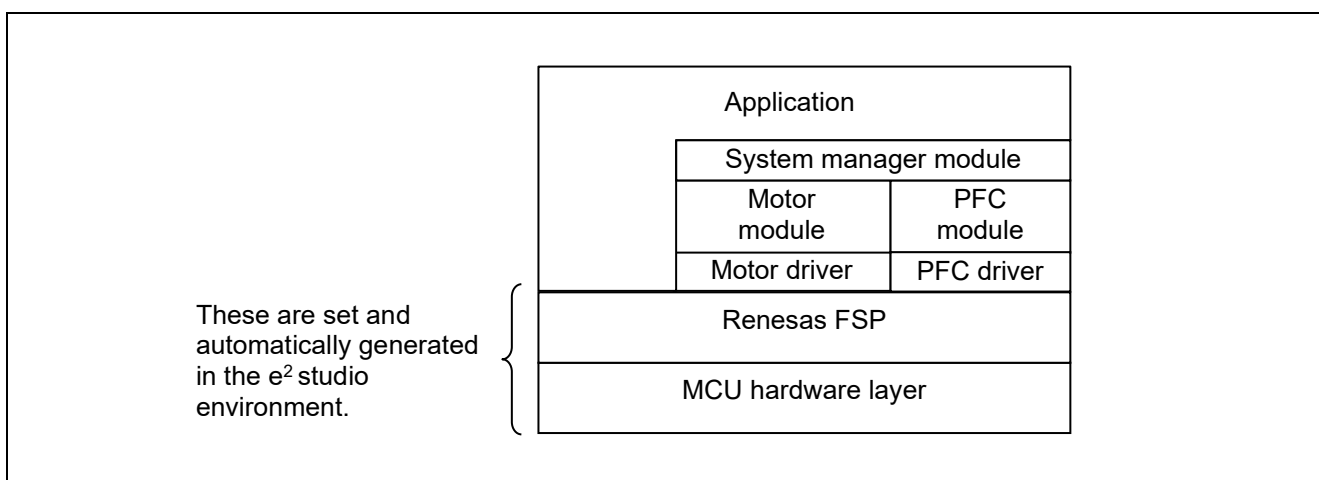 Application
System manager module
Motor
module
PFC
module
Motor driver
PFC driver
These are set and
automatically generated
in the e² studio
environment.
Renesas FSP
MCU hardware layer